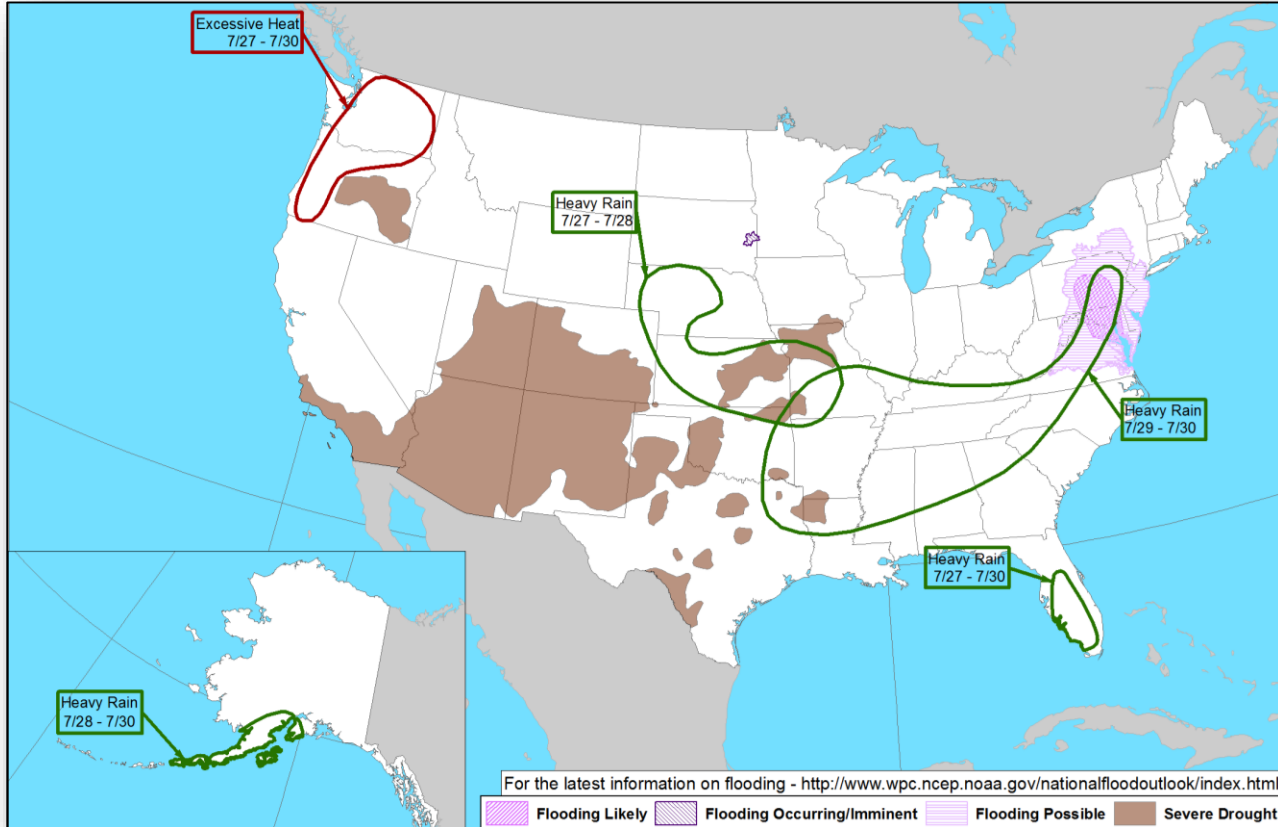 Excessive Heat
7/27 - 7/30
Heavy Rain
7/27 - 7/28
Heavy Rain
7/29 - 7/30
Heavy Rain
7/27 - 7/30
Heavy Rain
7/28 - 7/30
For the latest information on flooding - http://www.wpc.ncep.noaa.gov/nationalfloodoutlook/index.html
Flooding Likely
Flooding Occurring/Imminent
Flooding Possible
Severe Drought